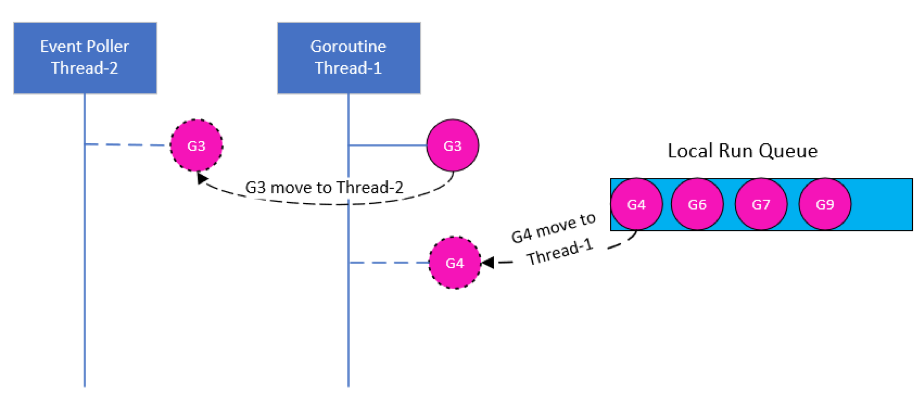 Event Poller
Thread-2
Goroutine
Thread-1
G3
G3
Local Run Queue
G3 move to Thread-2
G4
G6
G7
G9
G4 move to
Thread-1
G4